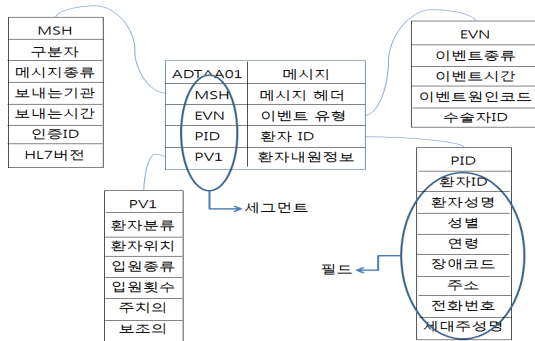 MSH
구분자
메시지종류
보내는기관
보내는시간
인증ID
HL7버전
ADTAA01 메시지
MSH 메시지 헤더
EVN 이벤트 유형
PID 환자 ID
PV1 환자내원정보
EVN
이벤트종류
이벤트시간
이벤트원인코드
수술자ID
PV1
환자분류
환자위치
입원종류
입원횟수
주치의
보조의
세그먼트
필드
PID
환자ID
환자성명
성별
연령
장애코드
주소
전화번호
세대주성명